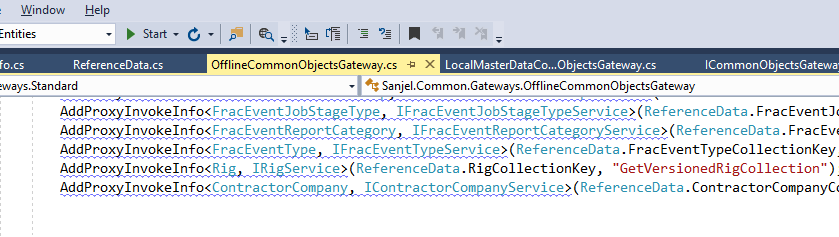 Window Help
Entities Start
fo.cs ReferenceData.cs OfflineCommonObjectsGateway.cs LocalMasterDataCo...ObjectsGateway.cs ICommonObjectsGatew
eways.Standard Sanjel.Common.Gateways.OfflineCommonObjectsGateway
AddProxyInvokeInfo<FracEventJobStageType, IFracEventJobStageTypeService>(ReferenceData.FracEventJo
AddProxyInvokeInfo<FracEventReportCategory, IFracEventReportCategoryService>(ReferenceData.FracEve
AddProxyInvokeInfo<FracEventType, IFracEventTypeService>(ReferenceData.FracEventTypeCollectionKey,
AddProxyInvokeInfo<Rig, IRigService>(ReferenceData.RigCollectionKey, "GetVersionedRigCollection")
AddProxyInvokeInfo<ContractorCompany, IContractorCompanyService>(ReferenceData.ContractorCompanyCo